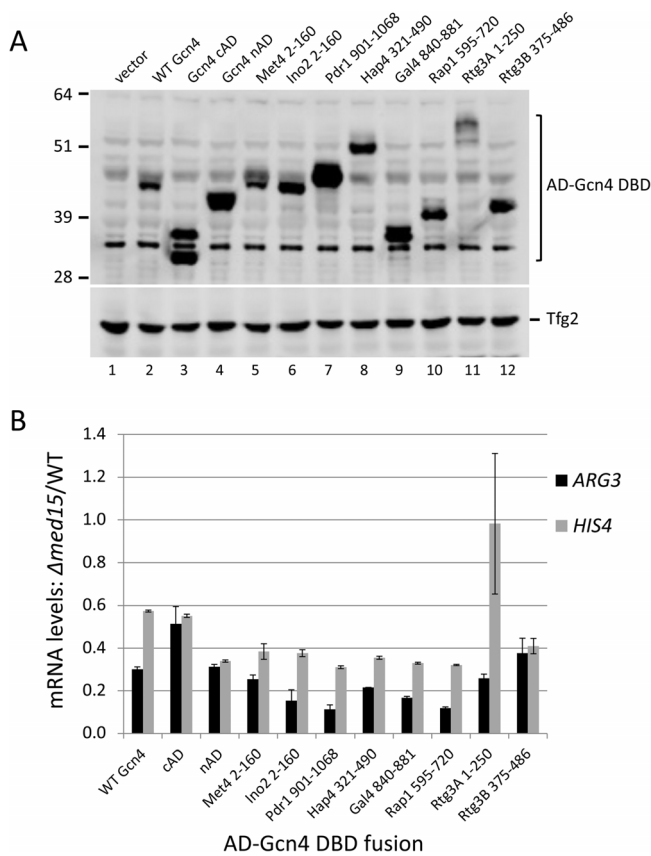 A
vector
WT Gcn4
Gcn4 cAD
Gcn4 nAD
Met4 2-160
Ino2 2-160
Pdr1 901-1068
Hap4 321-490
Gal4 840-881
Rap1 595-720
Rtg3A 1-250
Rtg3B 375-486
64
51
39
28
AD-Gcn4 DBD
Tfg2
1 2 3 4 5 6 7 8 9 10 11 12
B
mRNA levels: Δmed15/WT
1.4
1.2
1.0
0.8
0.6
0.4
0.2
0.0
ARG3
HIS4
WT Gcn4
cAD
nAD
Met4 2-160
Ino2 2-160
Pdr1 901-1068
Hap4 321-490
Gal4 840-881
Rap1 595-720
Rtg3A 1-250
Rtg3B 375-486
AD-Gcn4 DBD fusion